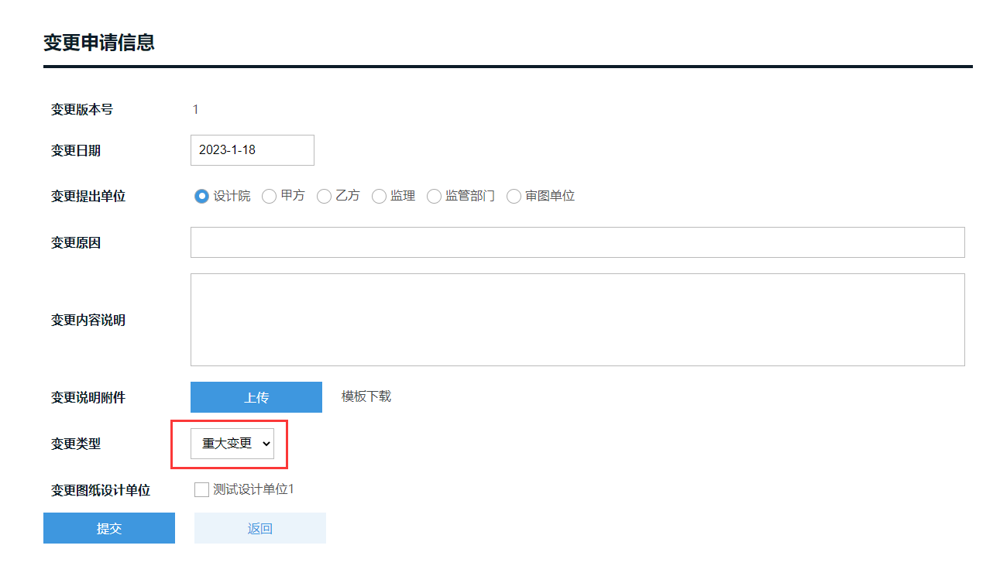 变更申请信息
变更版本号 1
变更日期 2023-1-18
变更提出单位 设计院 甲方 乙方 监理 监管部门 审图单位
变更原因
变更内容说明
变更说明附件 上传 模板下载
变更类型 重大变更
变更图纸设计单位 测试设计单位1
提交 返回